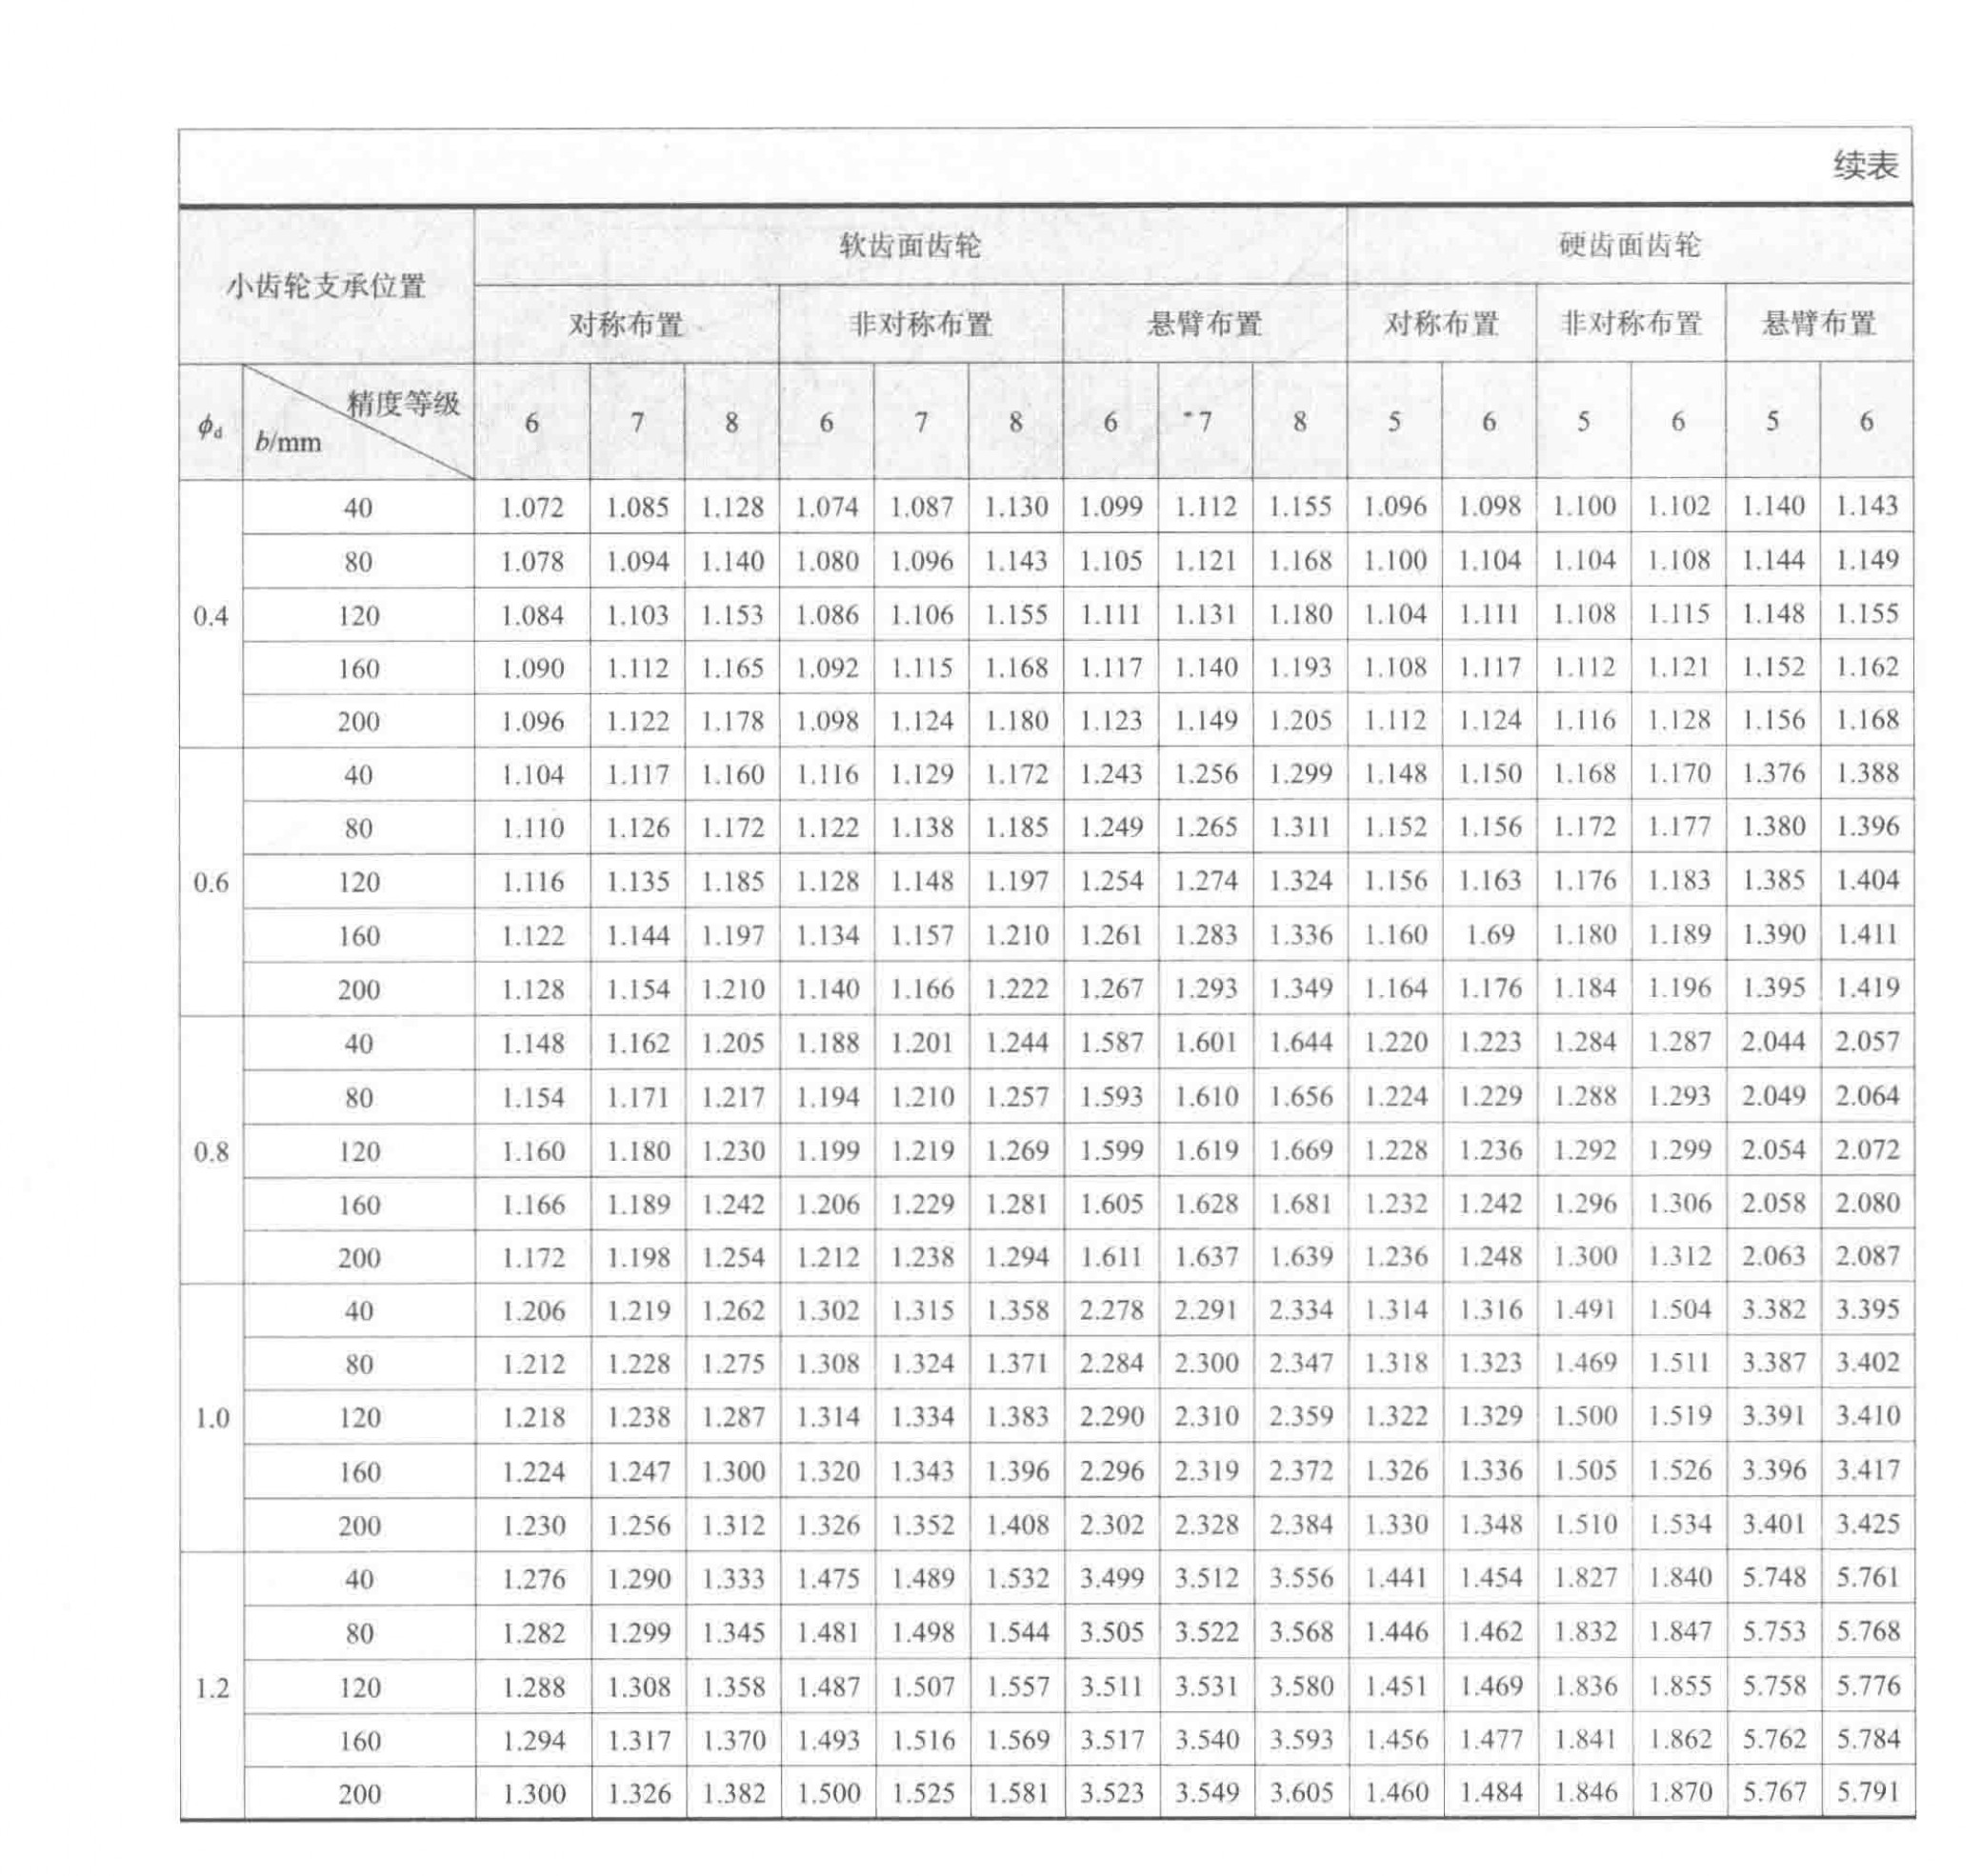 续表
小齿轮支承位置 软齿面齿轮 硬齿面齿轮
对称布置 非对称布置 悬臂布置 对称布置 非对称布置 悬臂布置
ϕd 精度等级 b/mm 6 7 8 6 7 8 6 7 8 5 6 5 6 5 6
0.4 40 1.072 1.085 1.128 1.074 1.087 1.130 1.099 1.112 1.155 1.096 1.098 1.100 1.102 1.140 1.143
80 1.078 1.094 1.140 1.080 1.096 1.143 1.105 1.121 1.168 1.100 1.104 1.104 1.108 1.144 1.149
120 1.084 1.103 1.153 1.086 1.106 1.155 1.111 1.131 1.180 1.104 1.111 1.108 1.115 1.148 1.155
160 1.090 1.112 1.165 1.092 1.115 1.168 1.117 1.140 1.193 1.108 1.117 1.112 1.121 1.152 1.162
200 1.096 1.122 1.178 1.098 1.124 1.180 1.123 1.149 1.205 1.112 1.124 1.116 1.128 1.156 1.168
0.6 40 1.104 1.117 1.160 1.116 1.129 1.172 1.243 1.256 1.299 1.148 1.150 1.168 1.170 1.376 1.388
80 1.110 1.126 1.172 1.122 1.138 1.185 1.249 1.265 1.311 1.152 1.156 1.172 1.177 1.380 1.396
120 1.116 1.135 1.185 1.128 1.148 1.197 1.254 1.274 1.324 1.156 1.163 1.176 1.183 1.385 1.404
160 1.122 1.144 1.197 1.134 1.157 1.210 1.261 1.283 1.336 1.160 1.69 1.180 1.189 1.390 1.411
200 1.128 1.154 1.210 1.140 1.166 1.222 1.267 1.293 1.349 1.164 1.176 1.184 1.196 1.395 1.419
0.8 40 1.148 1.162 1.205 1.188 1.201 1.244 1.587 1.601 1.644 1.220 1.223 1.284 1.287 2.044 2.057
80 1.154 1.171 1.217 1.194 1.210 1.257 1.593 1.610 1.656 1.224 1.229 1.288 1.293 2.049 2.064
120 1.160 1.180 1.230 1.199 1.219 1.269 1.599 1.619 1.669 1.228 1.236 1.292 1.299 2.054 2.072
160 1.166 1.189 1.242 1.206 1.229 1.281 1.605 1.628 1.681 1.232 1.242 1.296 1.306 2.058 2.080
200 1.172 1.198 1.254 1.212 1.238 1.294 1.611 1.637 1.639 1.236 1.248 1.300 1.312 2.063 2.087
1.0 40 1.206 1.219 1.262 1.302 1.315 1.358 2.278 2.291 2.334 1.314 1.316 1.491 1.504 3.382 3.395
80 1.212 1.228 1.275 1.308 1.324 1.371 2.284 2.300 2.347 1.318 1.323 1.469 1.511 3.387 3.402
120 1.218 1.238 1.287 1.314 1.334 1.383 2.290 2.310 2.359 1.322 1.329 1.500 1.519 3.391 3.410
160 1.224 1.247 1.300 1.320 1.343 1.396 2.296 2.319 2.372 1.326 1.336 1.505 1.526 3.396 3.417
200 1.230 1.256 1.312 1.326 1.352 1.408 2.302 2.328 2.384 1.330 1.348 1.510 1.534 3.401 3.425
1.2 40 1.276 1.290 1.333 1.475 1.489 1.532 3.499 3.512 3.556 1.441 1.454 1.827 1.840 5.748 5.761
80 1.282 1.299 1.345 1.481 1.498 1.544 3.505 3.522 3.568 1.446 1.462 1.832 1.847 5.753 5.768
120 1.288 1.308 1.358 1.487 1.507 1.557 3.511 3.531 3.580 1.451 1.469 1.836 1.855 5.758 5.776
160 1.294 1.317 1.370 1.493 1.516 1.569 3.517 3.540 3.593 1.456 1.477 1.841 1.862 5.762 5.784
200 1.300 1.326 1.382 1.500 1.525 1.581 3.523 3.549 3.605 1.460 1.484 1.846 1.870 5.767 5.791